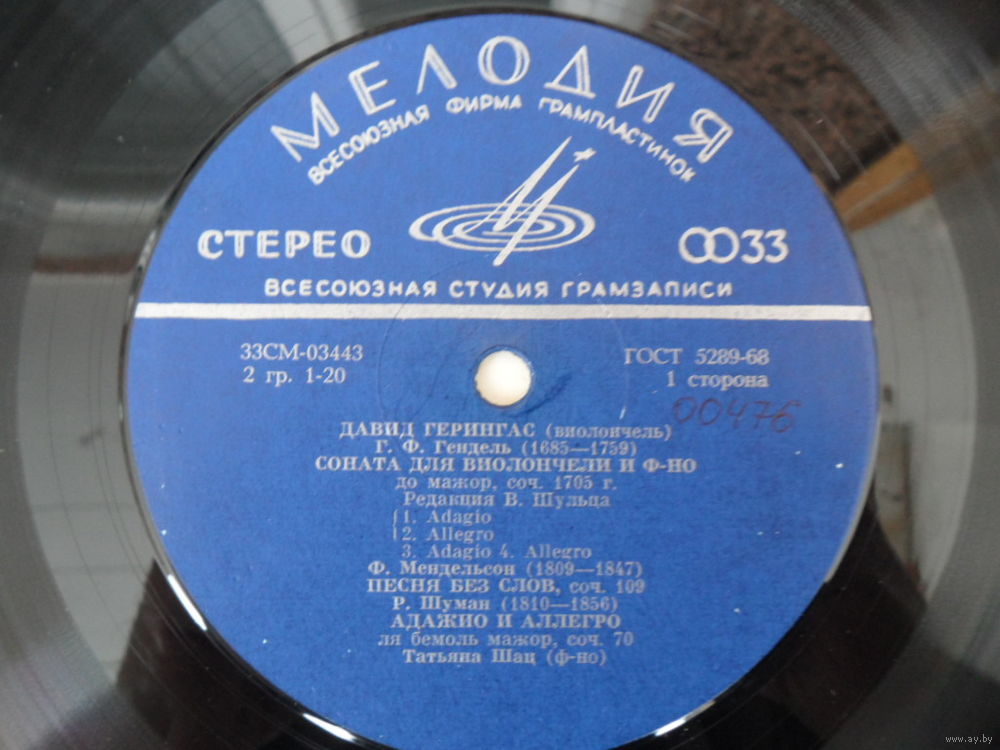 МЕЛОДИЯ
ВСЕСОЮЗНАЯ ФИРМА ГРАМПЛАСТИНОК
СТЕРЕО
33
ВСЕСОЮЗНАЯ СТУДИЯ ГРАМЗАПИСИ
33СМ-03443
ГОСТ 5289-68
2 гр. 1-20
1 сторона
00476
ДАВИД ГЕРИНГАС (виолончель)
Г. Ф. Гендель (1685—1759)
СОНАТА ДЛЯ ВИОЛОНЧЕЛИ И Ф-НО
до мажор, соч. 1705 г.
Редакция В. Шульца
1. Adagio
2. Allegro
3. Adagio 4. Allegro
Ф. Мендельсон (1809—1847)
ПЕСНЯ БЕЗ СЛОВ, соч. 109
Р. Шуман (1810—1856)
АДАЖИО И АЛЛЕГРО
ля бемоль мажор, соч. 70
Татьяна Шац (ф-но)
www.ay.by